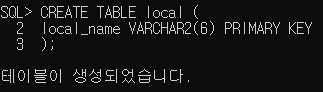 SQL> CREATE TABLE local (
  2  local_name VARCHAR2(6) PRIMARY KEY
  3  );
테이블이 생성되었습니다.